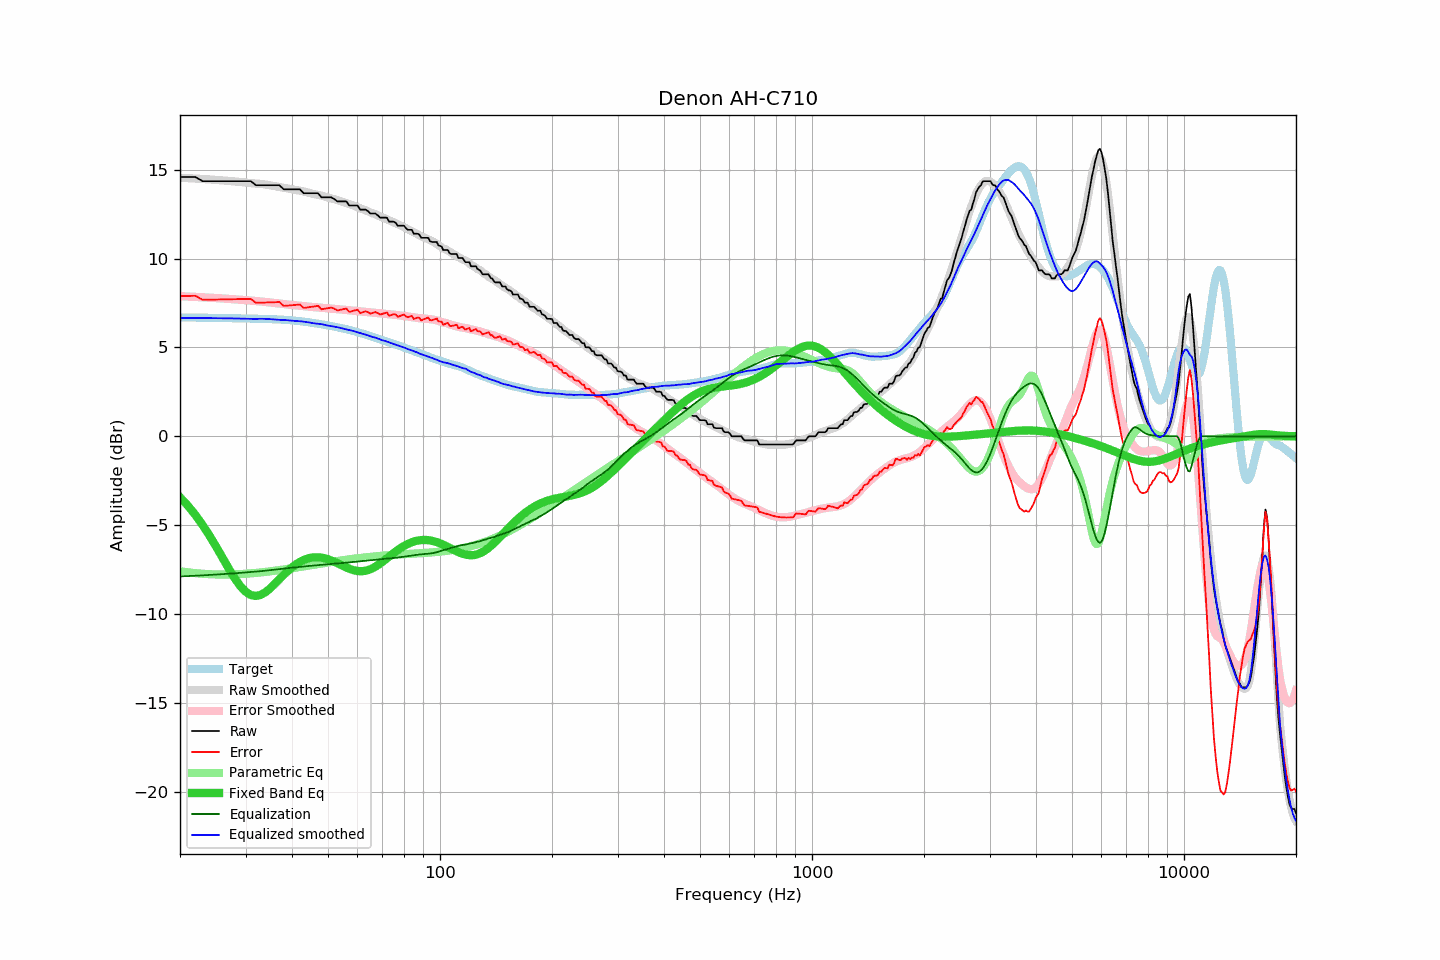 Denon AH-C710
15
10
5
0
−5
−10
−15
−20
Amplitude (dBr)
Target
Raw Smoothed
Error Smoothed
Raw
Error
Parametric Eq
Fixed Band Eq
Equalization
Equalized smoothed
100
1000
10000
Frequency (Hz)